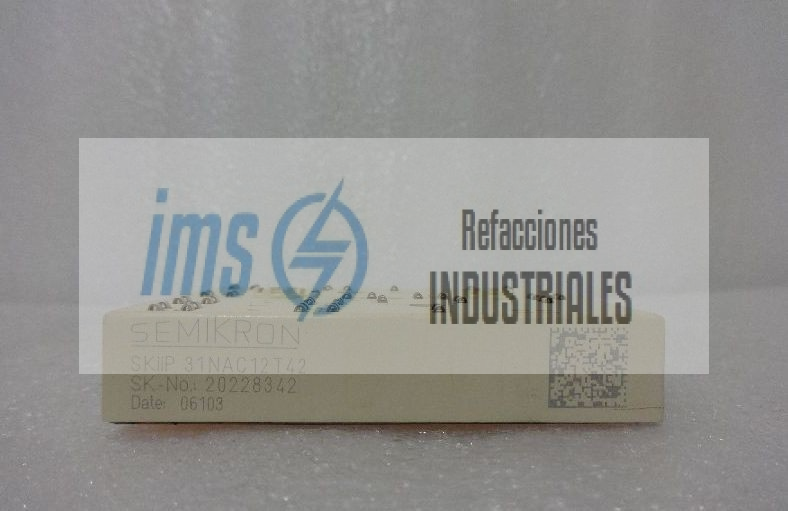 ims
Refacciones
INDUSTRIALES
SEMIKRON
SKiiP 31NAC12T42
SK.-No.: 20228342
Date: 06103